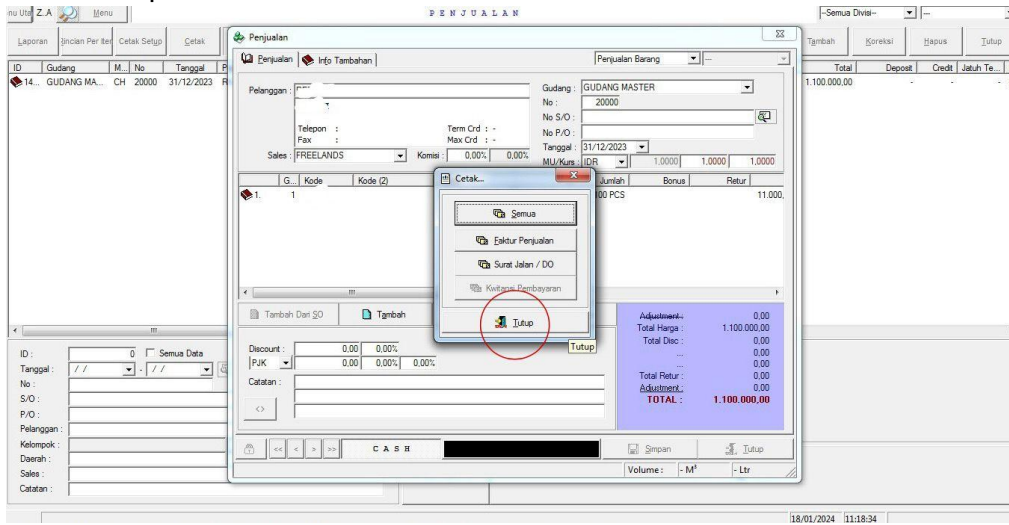 nu Uta Z.A Menu
PENJUALAN
--Semua Divisi-- --
Laporan Rincian Per Iter Cetak Setup Cetak
Tambah Koreksi Hapus Tutup
ID Gudang M... No Tanggal
Total Deposit Credit Jatuh Te...
14... GUDANG MA... CH 20000 31/12/2023
1.100.000,00 - - -
Penjualan
Penjualan Info Tambahan
Penjualan Barang --
Pelanggan :
Telepon :
Fax :
Term Crd : -
Max Crd : -
Sales : FREELANDS Komisi : 0,00% 0,00%
Gudang : GUDANG MASTER
No : 20000
No S/O :
No P/O :
Tanggal : 31/12/2023
MU/Kurs : IDR 1,0000 1,0000 1,0000
G... Kode Kode (2) Jumlah Bonus Retur
1. 1 100 PCS 11.000,
Cetak...
Semua
Faktur Penjualan
Surat Jalan / DO
Kwitansi Pembayaran
Tutup
Tutup
Tambah Dari SO Tambah
Discount : 0,00 0,00%
PJK 0,00 0,00% 0,00%
Catatan :
<>
Adjustment : 0,00
Total Harga : 1.100.000,00
Total Disc : 0,00
... 0,00
... 0,00
Total Retur : 0,00
Adjustment : 0,00
TOTAL : 1.100.000,00
<< < > >> CASH Simpan Tutup
Volume : - M³ - Ltr
ID : 0 Semua Data
Tanggal : / / - / /
No :
S/O :
P/O :
Pelanggan :
Kelompok :
Daerah :
Sales :
Catatan :
18/01/2024 11:18:34